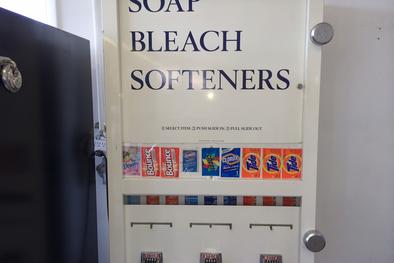 SOAP
BLEACH
SOFTENERS
① SELECT ITEM ② PUSH SLIDE IN ③ PULL SLIDE OUT
Downy Bounce Bounce Tide Tide Tide